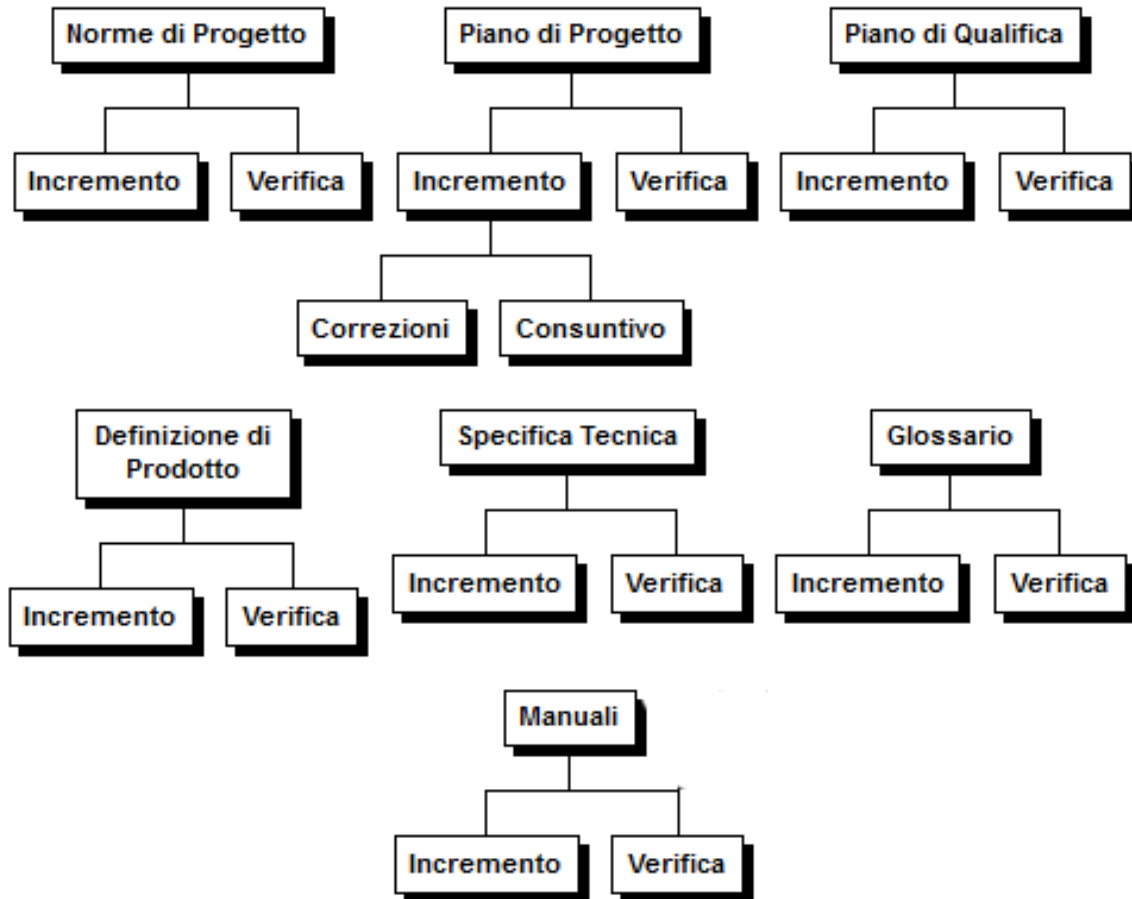 Norme di Progetto
Piano di Progetto
Piano di Qualifica
Incremento
Verifica
Incremento
Verifica
Incremento
Verifica
Correzioni
Consuntivo
Definizione di
Prodotto
Specifica Tecnica
Glossario
Incremento
Verifica
Incremento
Verifica
Incremento
Verifica
Manuali
Incremento
Verifica